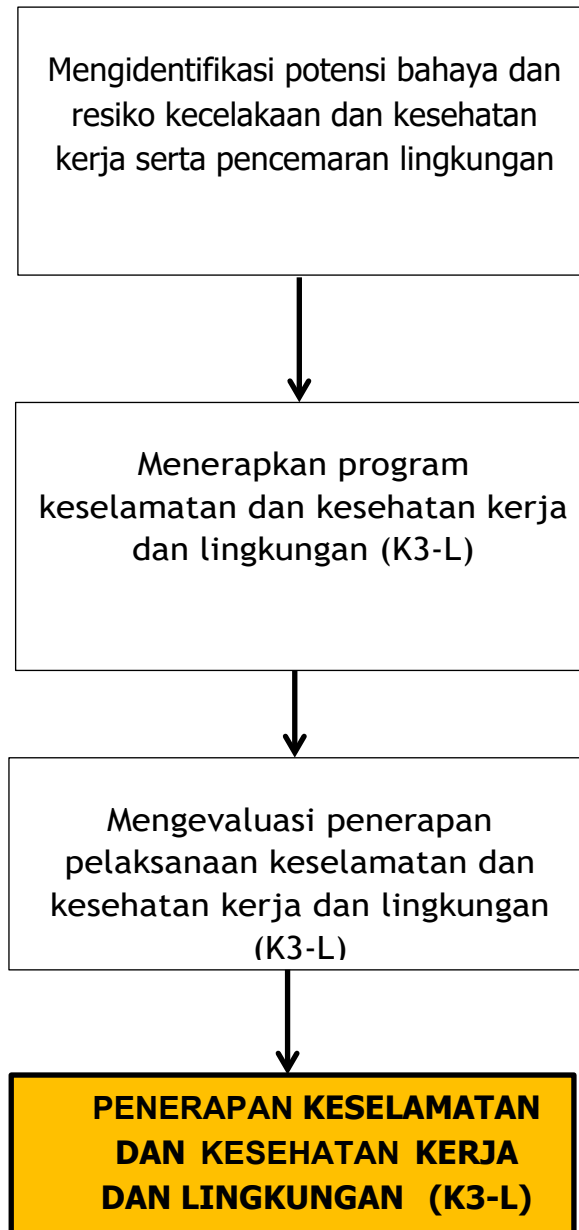 Mengidentifikasi potensi bahaya dan
resiko kecelakaan dan kesehatan
kerja serta pencemaran lingkungan
Menerapkan program
keselamatan dan kesehatan kerja
dan lingkungan (K3-L)
Mengevaluasi penerapan
pelaksanaan keselamatan dan
kesehatan kerja dan lingkungan
(K3-L)
PENERAPAN KESELAMATAN
DAN KESEHATAN KERJA
DAN LINGKUNGAN (K3-L)